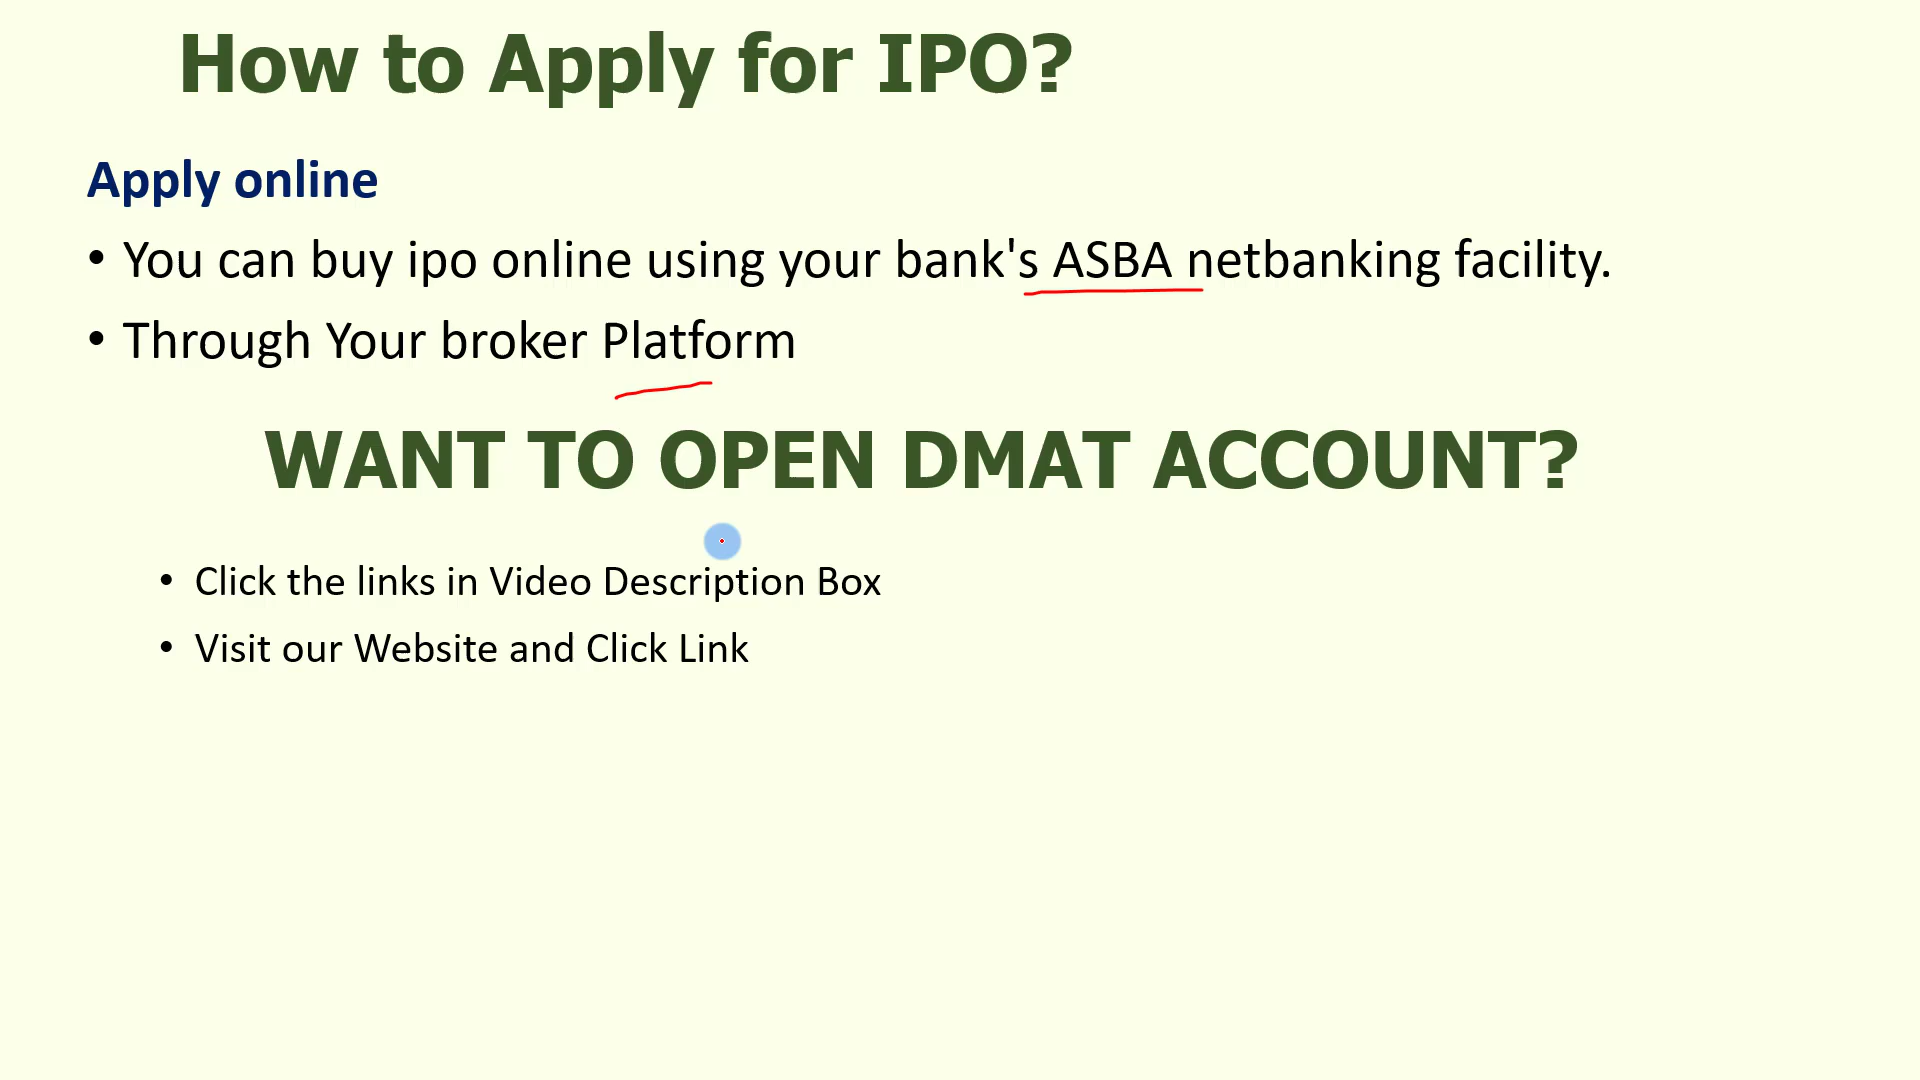 How to Apply for IPO?
Apply online
• You can buy ipo online using your bank's ASBA netbanking facility.
• Through Your broker Platform
WANT TO OPEN DMAT ACCOUNT?
• Click the links in Video Description Box
• Visit our Website and Click Link